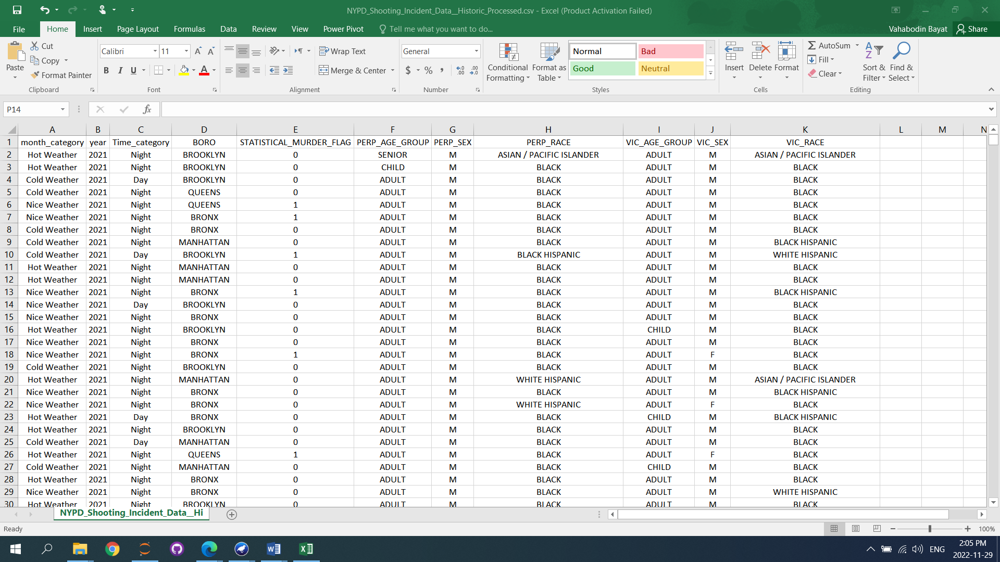 NYPD_Shooting_Incident_Data__Historic_Processed.csv - Excel (Product Activation Failed)
File Home Insert Page Layout Formulas Data Review View Power Pivot Tell me what you want to do... Vahabodin Bayat Share
Paste Cut Copy Format Painter Clipboard
Calibri 11 B I U A A A Font
Wrap Text Merge & Center Alignment
General $ % , .00 Number
Conditional Formatting Format as Table Normal Bad Good Neutral Styles
Insert Delete Format Cells
AutoSum Fill Clear Sort & Filter Find & Select Editing
P14 fx
A B C D E F G H I J K L M N
1 month_category year Time_category BORO STATISTICAL_MURDER_FLAG PERP_AGE_GROUP PERP_SEX PERP_RACE VIC_AGE_GROUP VIC_SEX VIC_RACE
2 Hot Weather 2021 Night BROOKLYN 0 SENIOR M ASIAN / PACIFIC ISLANDER ADULT M ASIAN / PACIFIC ISLANDER
3 Hot Weather 2021 Night BROOKLYN 0 CHILD M BLACK ADULT M BLACK
4 Cold Weather 2021 Day BROOKLYN 0 ADULT M BLACK ADULT M BLACK
5 Cold Weather 2021 Night QUEENS 0 ADULT M BLACK ADULT M BLACK
6 Nice Weather 2021 Night QUEENS 1 ADULT M BLACK ADULT M BLACK
7 Nice Weather 2021 Night BRONX 1 ADULT M BLACK ADULT M BLACK
8 Cold Weather 2021 Night BRONX 0 ADULT M BLACK ADULT M BLACK
9 Cold Weather 2021 Night MANHATTAN 0 ADULT M BLACK ADULT M BLACK HISPANIC
10 Cold Weather 2021 Day BROOKLYN 1 ADULT M BLACK HISPANIC ADULT M WHITE HISPANIC
11 Hot Weather 2021 Night MANHATTAN 0 ADULT M BLACK ADULT M BLACK
12 Hot Weather 2021 Night MANHATTAN 0 ADULT M BLACK ADULT M BLACK
13 Nice Weather 2021 Night BRONX 1 ADULT M BLACK ADULT M BLACK HISPANIC
14 Nice Weather 2021 Day BROOKLYN 0 ADULT M BLACK ADULT M BLACK
15 Nice Weather 2021 Night BRONX 0 ADULT M BLACK ADULT M BLACK
16 Hot Weather 2021 Night BROOKLYN 0 ADULT M BLACK CHILD M BLACK
17 Nice Weather 2021 Night BRONX 0 ADULT M BLACK ADULT M BLACK
18 Nice Weather 2021 Night BRONX 1 ADULT M BLACK ADULT F BLACK
19 Cold Weather 2021 Night BROOKLYN 0 ADULT M BLACK ADULT M BLACK
20 Hot Weather 2021 Night MANHATTAN 0 ADULT M WHITE HISPANIC ADULT M ASIAN / PACIFIC ISLANDER
21 Nice Weather 2021 Night BRONX 0 ADULT M BLACK ADULT M BLACK HISPANIC
22 Nice Weather 2021 Night BRONX 0 ADULT M WHITE HISPANIC ADULT F BLACK
23 Hot Weather 2021 Day BRONX 0 ADULT M BLACK CHILD M BLACK HISPANIC
24 Hot Weather 2021 Night BROOKLYN 0 ADULT M BLACK ADULT M BLACK
25 Cold Weather 2021 Day MANHATTAN 0 ADULT M BLACK ADULT M BLACK
26 Hot Weather 2021 Night QUEENS 1 ADULT M BLACK ADULT F BLACK
27 Cold Weather 2021 Night MANHATTAN 0 ADULT M BLACK CHILD M BLACK
28 Hot Weather 2021 Night BRONX 0 ADULT M BLACK ADULT M BLACK
29 Nice Weather 2021 Night BRONX 0 ADULT M BLACK ADULT M WHITE HISPANIC
30 Hot Weather 2021 Night BROOKLYN 0 ADULT M BLACK ADULT M BLACK
NYPD_Shooting_Incident_Data__Hi
Ready 100%
ENG 2:05 PM
2022-11-29